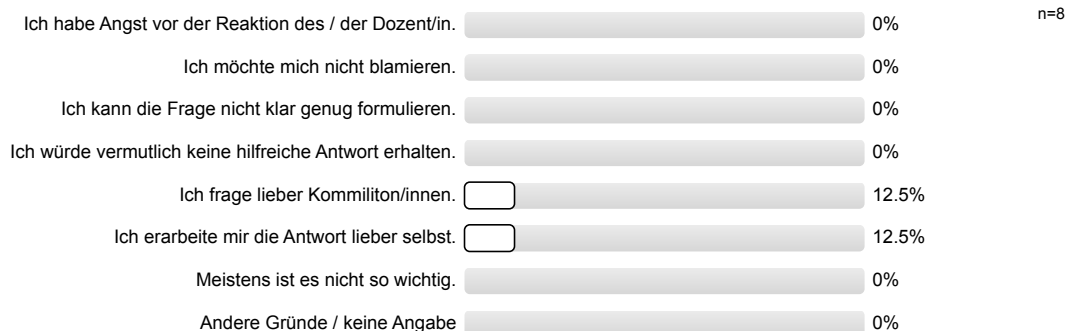 Ich habe Angst vor der Reaktion des / der Dozent/in. 0% n=8
Ich möchte mich nicht blamieren. 0%
Ich kann die Frage nicht klar genug formulieren. 0%
Ich würde vermutlich keine hilfreiche Antwort erhalten. 0%
Ich frage lieber Kommiliton/innen. 12.5%
Ich erarbeite mir die Antwort lieber selbst. 12.5%
Meistens ist es nicht so wichtig. 0%
Andere Gründe / keine Angabe 0%